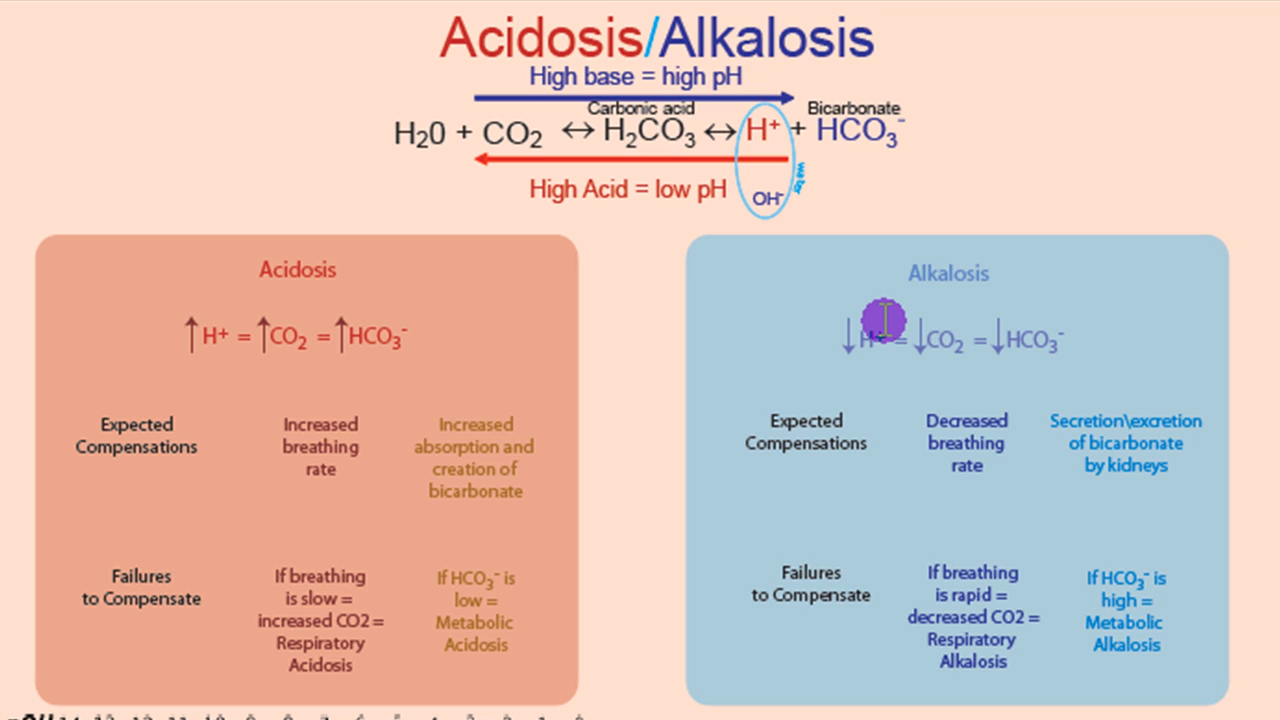 Acidosis/Alkalosis
High base = high pH
Carbonic acid
Bicarbonate
H20 + CO₂ ↔ H₂CO₃ ↔ H⁺ + HCO₃⁻
water
High Acid = low pH
OH⁻
Acidosis
↑H+ = ↑CO₂ = ↑HCO₃⁻
Expected
Compensations
Increased
breathing
rate
Increased
absorption and
creation of
bicarbonate
Failures
to Compensate
If breathing
is slow =
increased CO2 =
Respiratory
Acidosis
If HCO₃⁻ is
low =
Metabolic
Acidosis
Alkalosis
↓H+ = ↓CO₂ = ↓HCO₃⁻
Expected
Compensations
Decreased
breathing
rate
Secretion\excretion
of bicarbonate
by kidneys
Failures
to Compensate
If breathing
is rapid =
decreased CO2 =
Respiratory
Alkalosis
If HCO₃⁻ is
high =
Metabolic
Alkalosis